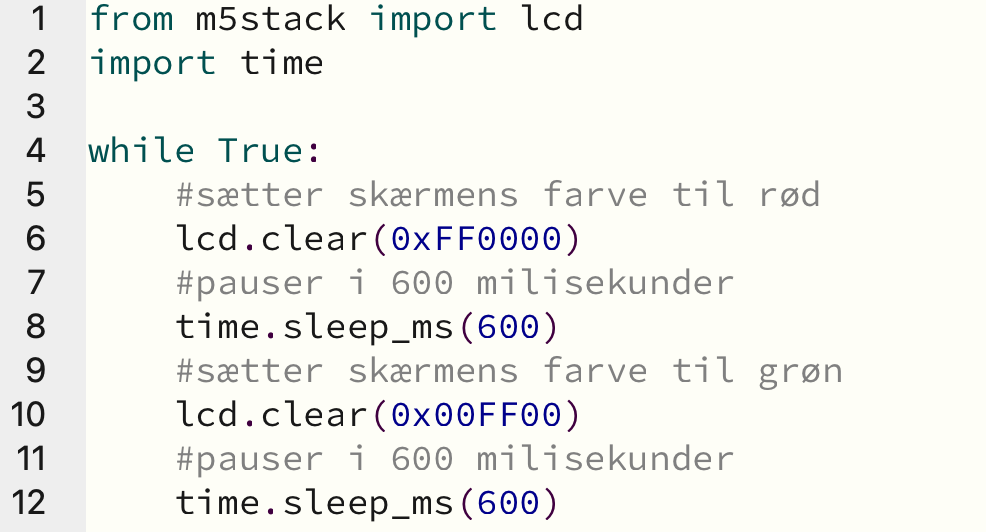 1 from m5stack import lcd
2 import time
3
4 while True:
5     #sætter skærmens farve til rød
6     lcd.clear(0xFF0000)
7     #pauser i 600 milisekunder
8     time.sleep_ms(600)
9     #sætter skærmens farve til grøn
10     lcd.clear(0x00FF00)
11     #pauser i 600 milisekunder
12     time.sleep_ms(600)